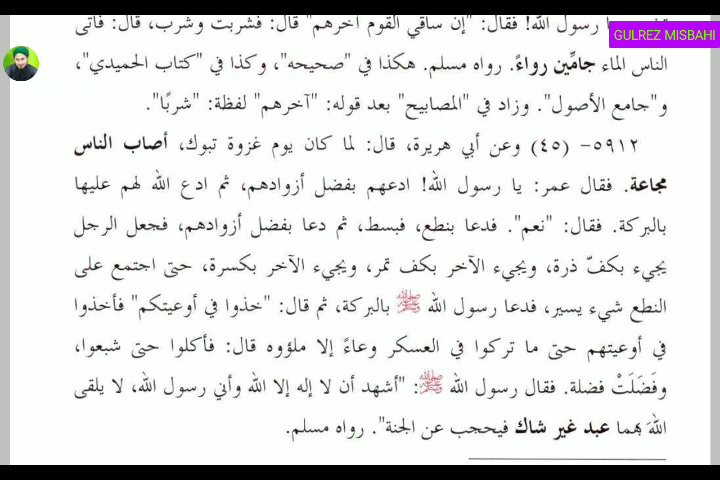 رسول الله! فقال: "إن ساقي القوم آخرهم" قال: فشربت وشرب، قال: فأتى
GULREZ MISBAHI
الناس الماء جامِّين رواءً. رواه مسلم. هكذا في "صحيحه"، وكذا في "كتاب الحميدي"،
و"جامع الأصول". وزاد في "المصابيح" بعد قوله: "آخرهم" لفظة: "شربًا".
٥٩١٢- (٤٥) وعن أبي هريرة، قال: لما كان يوم غزوة تبوك، أصاب الناس
مجاعة. فقال عمر: يا رسول الله! ادعهم بفضل أزوادهم، ثم ادع الله لهم عليها
بالبركة. فقال: "نعم". فدعا بنطع، فبسط، ثم دعا بفضل أزوادهم، فجعل الرجل
يجيء بكفّ ذرة، ويجيء الآخر بكف تمر، ويجيء الآخر بكسرة، حتى اجتمع على
النطع شيء يسير، فدعا رسول الله ﷺ بالبركة، ثم قال: "خذوا في أوعيتكم" فأخذوا
في أوعيتهم حتى ما تركوا في العسكر وعاءً إلا ملؤوه قال: فأكلوا حتى شبعوا،
وفَضَلَتْ فضلة. فقال رسول الله ﷺ: "أشهد أن لا إله إلا الله وأني رسول الله، لا يلقى
اللهَ بهما عبد غير شاك فيحجب عن الجنة". رواه مسلم.